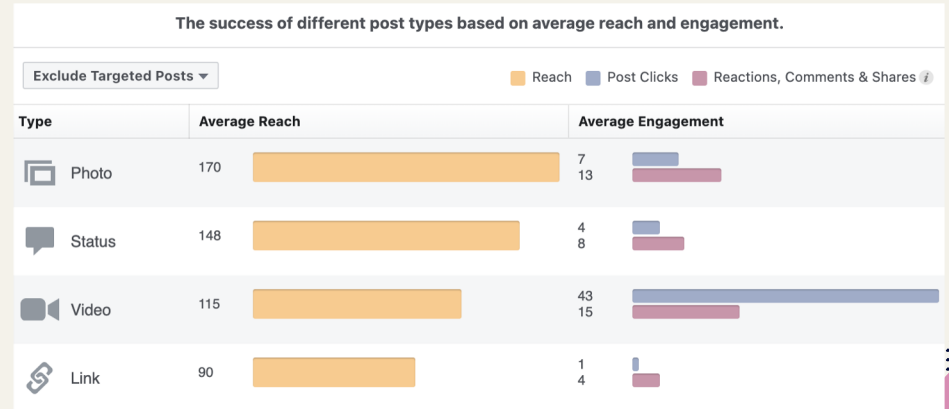 The success of different post types based on average reach and engagement.
Exclude Targeted Posts
Reach Post Clicks Reactions, Comments & Shares i
Type Average Reach Average Engagement
Photo 170 7
13
Status 148 4
8
Video 115 43
15
Link 90 1
4